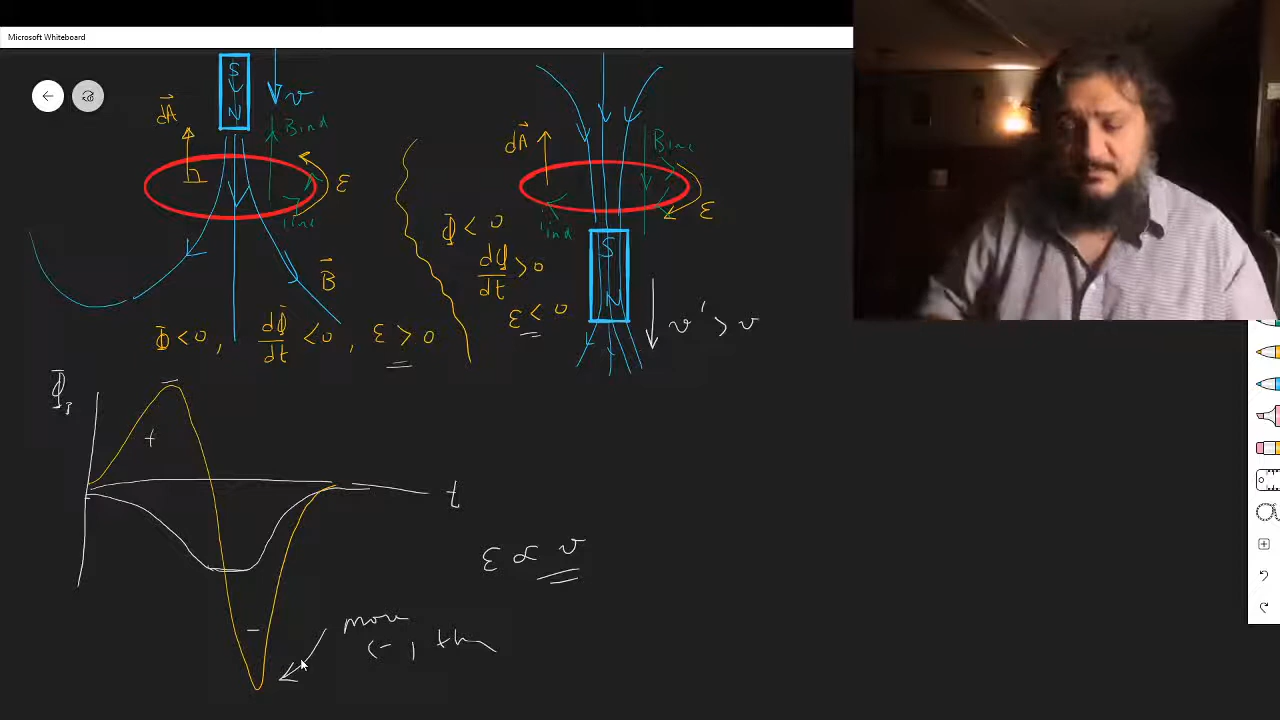 Microsoft Whiteboard
S
N
v
dA
B ind
ε
i ind
B
Φ < 0 , dΦ/dt < 0 , ε > 0
dA
B ind
ε
i ind
Φ < 0
dΦ/dt > 0
ε < 0
S
N
v' > v
Φ_B
+
t
ε ∝ v
−
more
(-) than